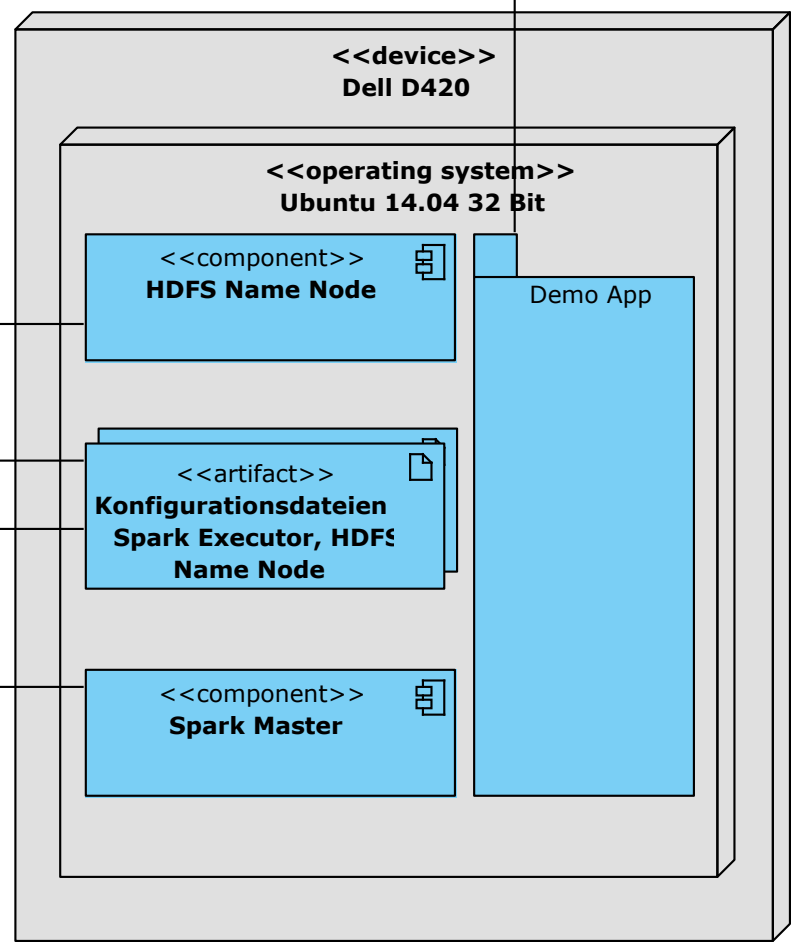 <<device>>
Dell D420
<<operating system>>
Ubuntu 14.04 32 Bit
<<component>>
HDFS Name Node
Demo App
<<artifact>>
Konfigurationsdateien
Spark Executor, HDFS
Name Node
<<component>>
Spark Master